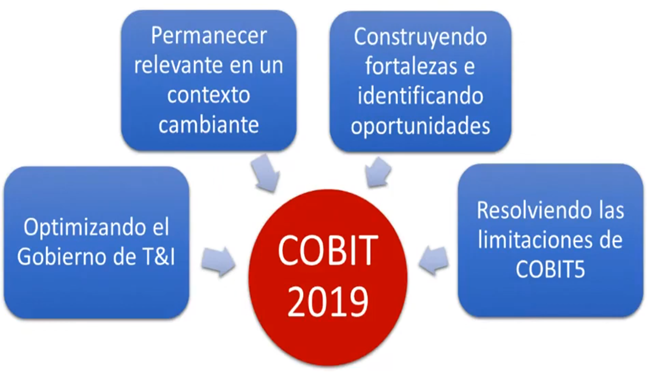 Permanecer
relevante en un
contexto
cambiante
Construyendo
fortalezas e
identificando
oportunidades
Optimizando el
Gobierno de T&I
Resolviendo las
limitaciones de
COBIT5
COBIT
2019